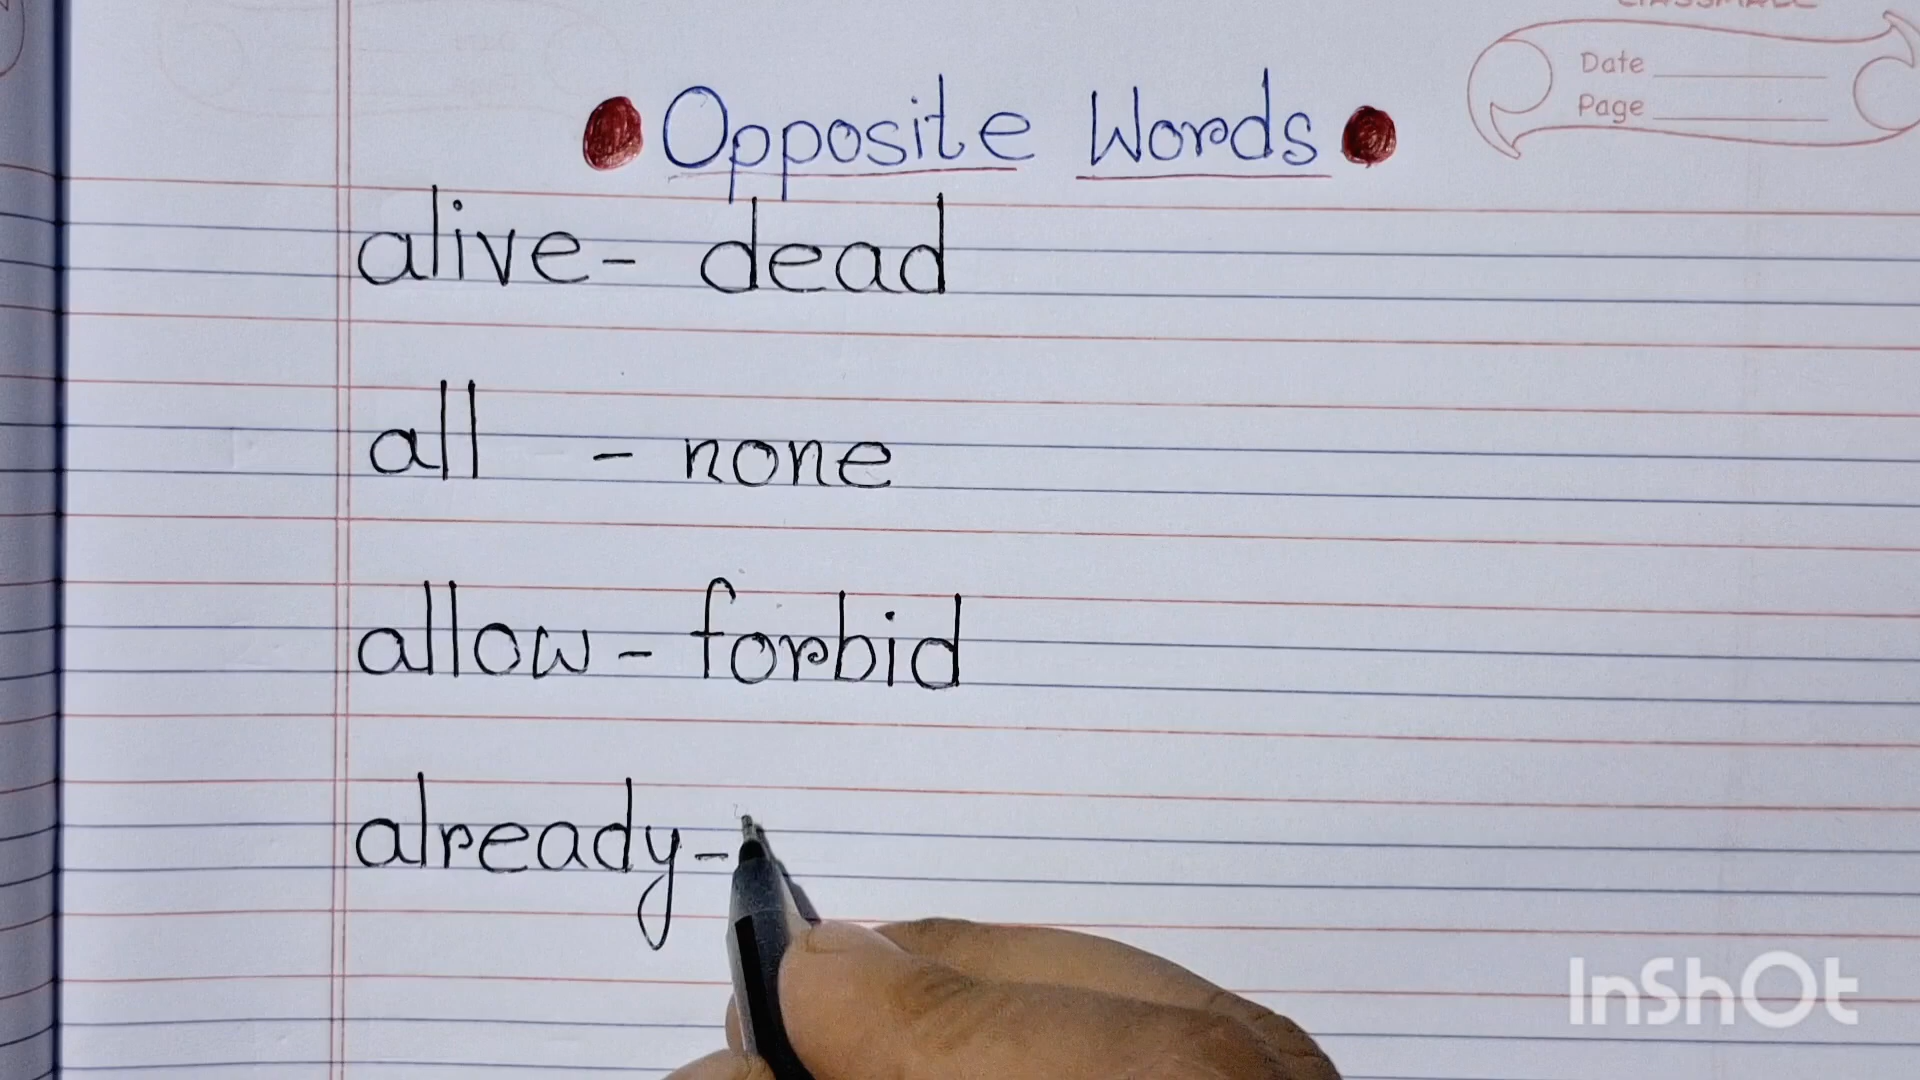 Date
Page
Opposite Words
alive - dead
all - none
allow - forbid
already -
InShOt